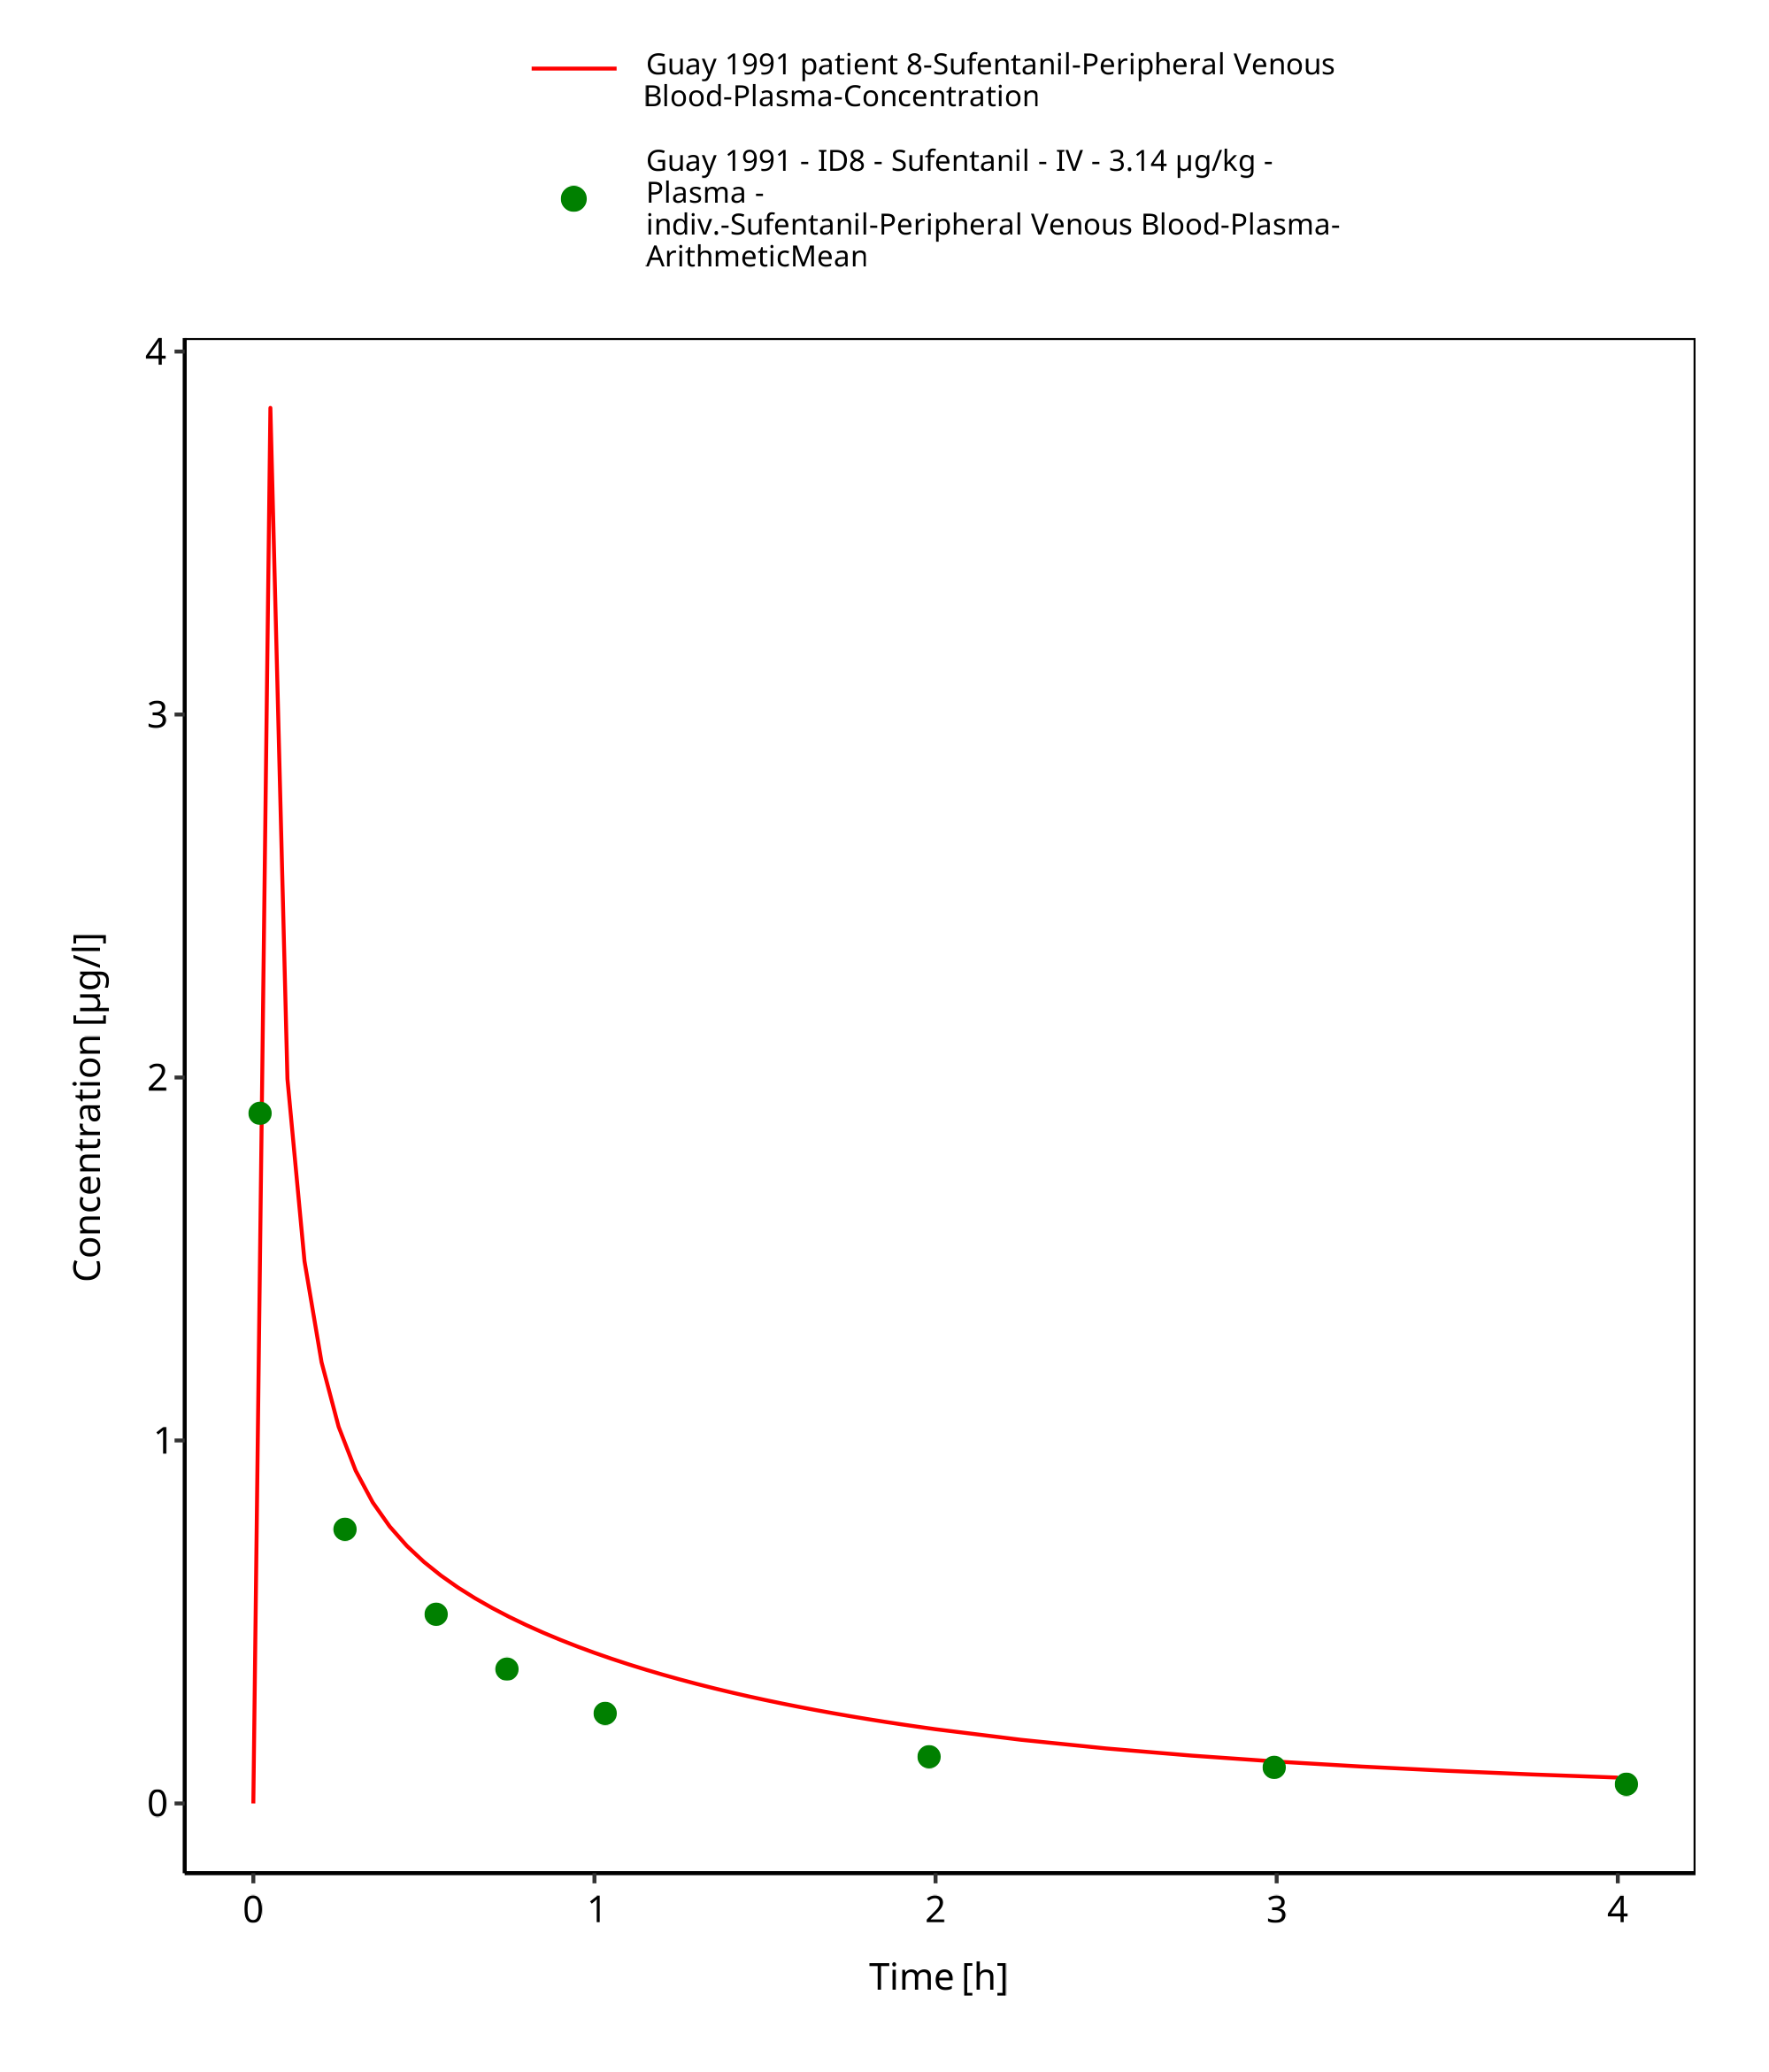 Guay 1991 patient 8-Sufentanil-Peripheral Venous
Blood-Plasma-Concentration
Guay 1991 - ID8 - Sufentanil - IV - 3.14 µg/kg -
Plasma -
indiv.-Sufentanil-Peripheral Venous Blood-Plasma-
ArithmeticMean
4
3
2
1
0
Concentration [µg/l]
0 1 2 3 4
Time [h]